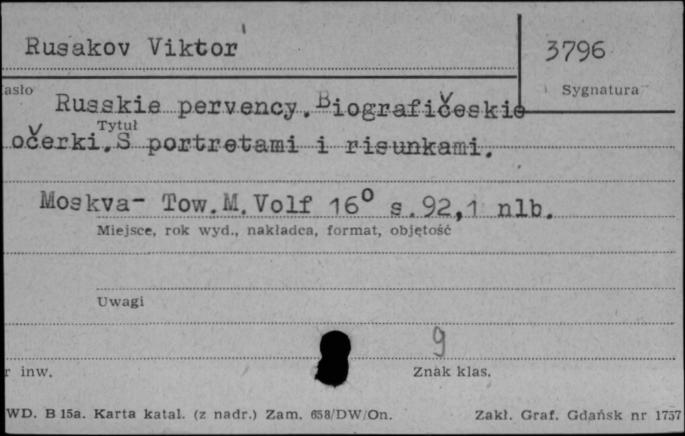 Rusakov Viktor 3796
asło Sygnatura
Russkie pervency. Biografičeskie
Tytuł
očerki. S portretami i risunkami.
Moskva- Tow.M.Volf 16⁰ s.92,1 nlb.
Miejsce, rok wyd., nakładca, format, objętość
Uwagi
9
r inw. Znak klas.
WD. B 15a. Karta katal. (z nadr.) Zam. 658/DW/On. Zakł. Graf. Gdańsk nr 1757